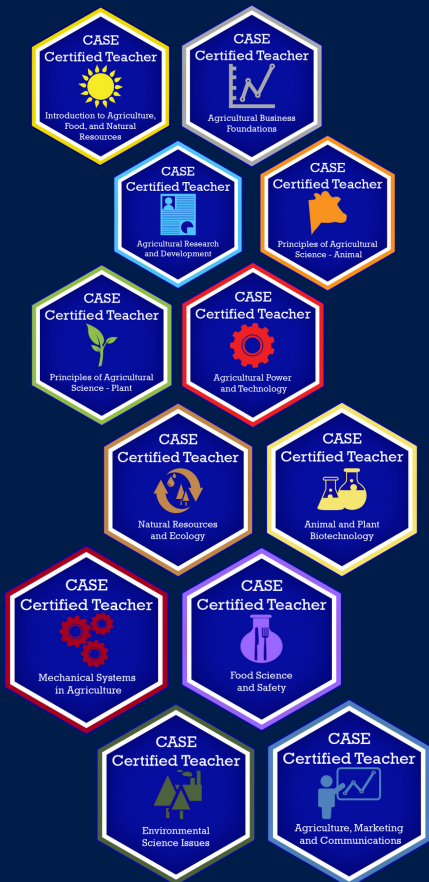 CASE
Certified Teacher
Introduction to Agriculture,
Food, and Natural
Resources
CASE
Certified Teacher
Agricultural Business
Foundations
CASE
Certified Teacher
Agricultural Research
and Development
CASE
Certified Teacher
Principles of Agricultural
Science - Animal
CASE
Certified Teacher
Principles of Agricultural
Science - Plant
CASE
Certified Teacher
Agricultural Power
and Technology
CASE
Certified Teacher
Natural Resources
and Ecology
CASE
Certified Teacher
Animal and Plant
Biotechnology
CASE
Certified Teacher
Mechanical Systems
in Agriculture
CASE
Certified Teacher
Food Science
and Safety
CASE
Certified Teacher
Environmental
Science Issues
CASE
Certified Teacher
Agriculture, Marketing
and Communications